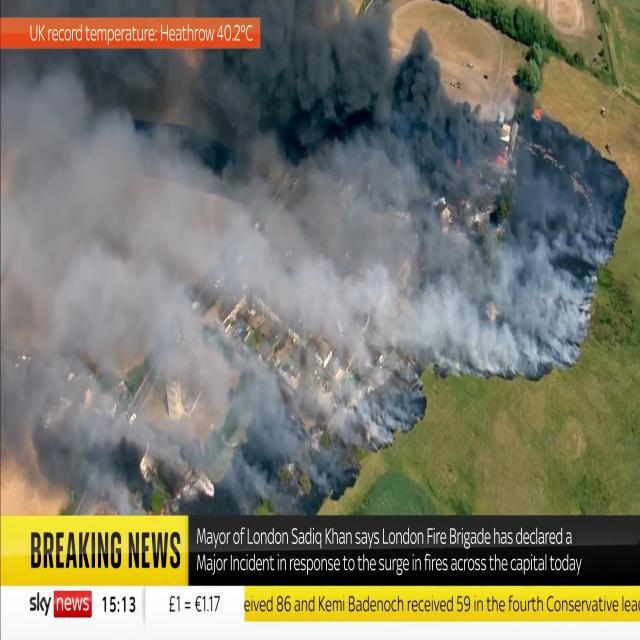 UK record temperature: Heathrow 40.2°C
BREAKING NEWS
Mayor of London Sadiq Khan says London Fire Brigade has declared a
Major Incident in response to the surge in fires across the capital today
sky news 15:13 £1 = €1.17 eived 86 and Kemi Badenoch received 59 in the fourth Conservative lea